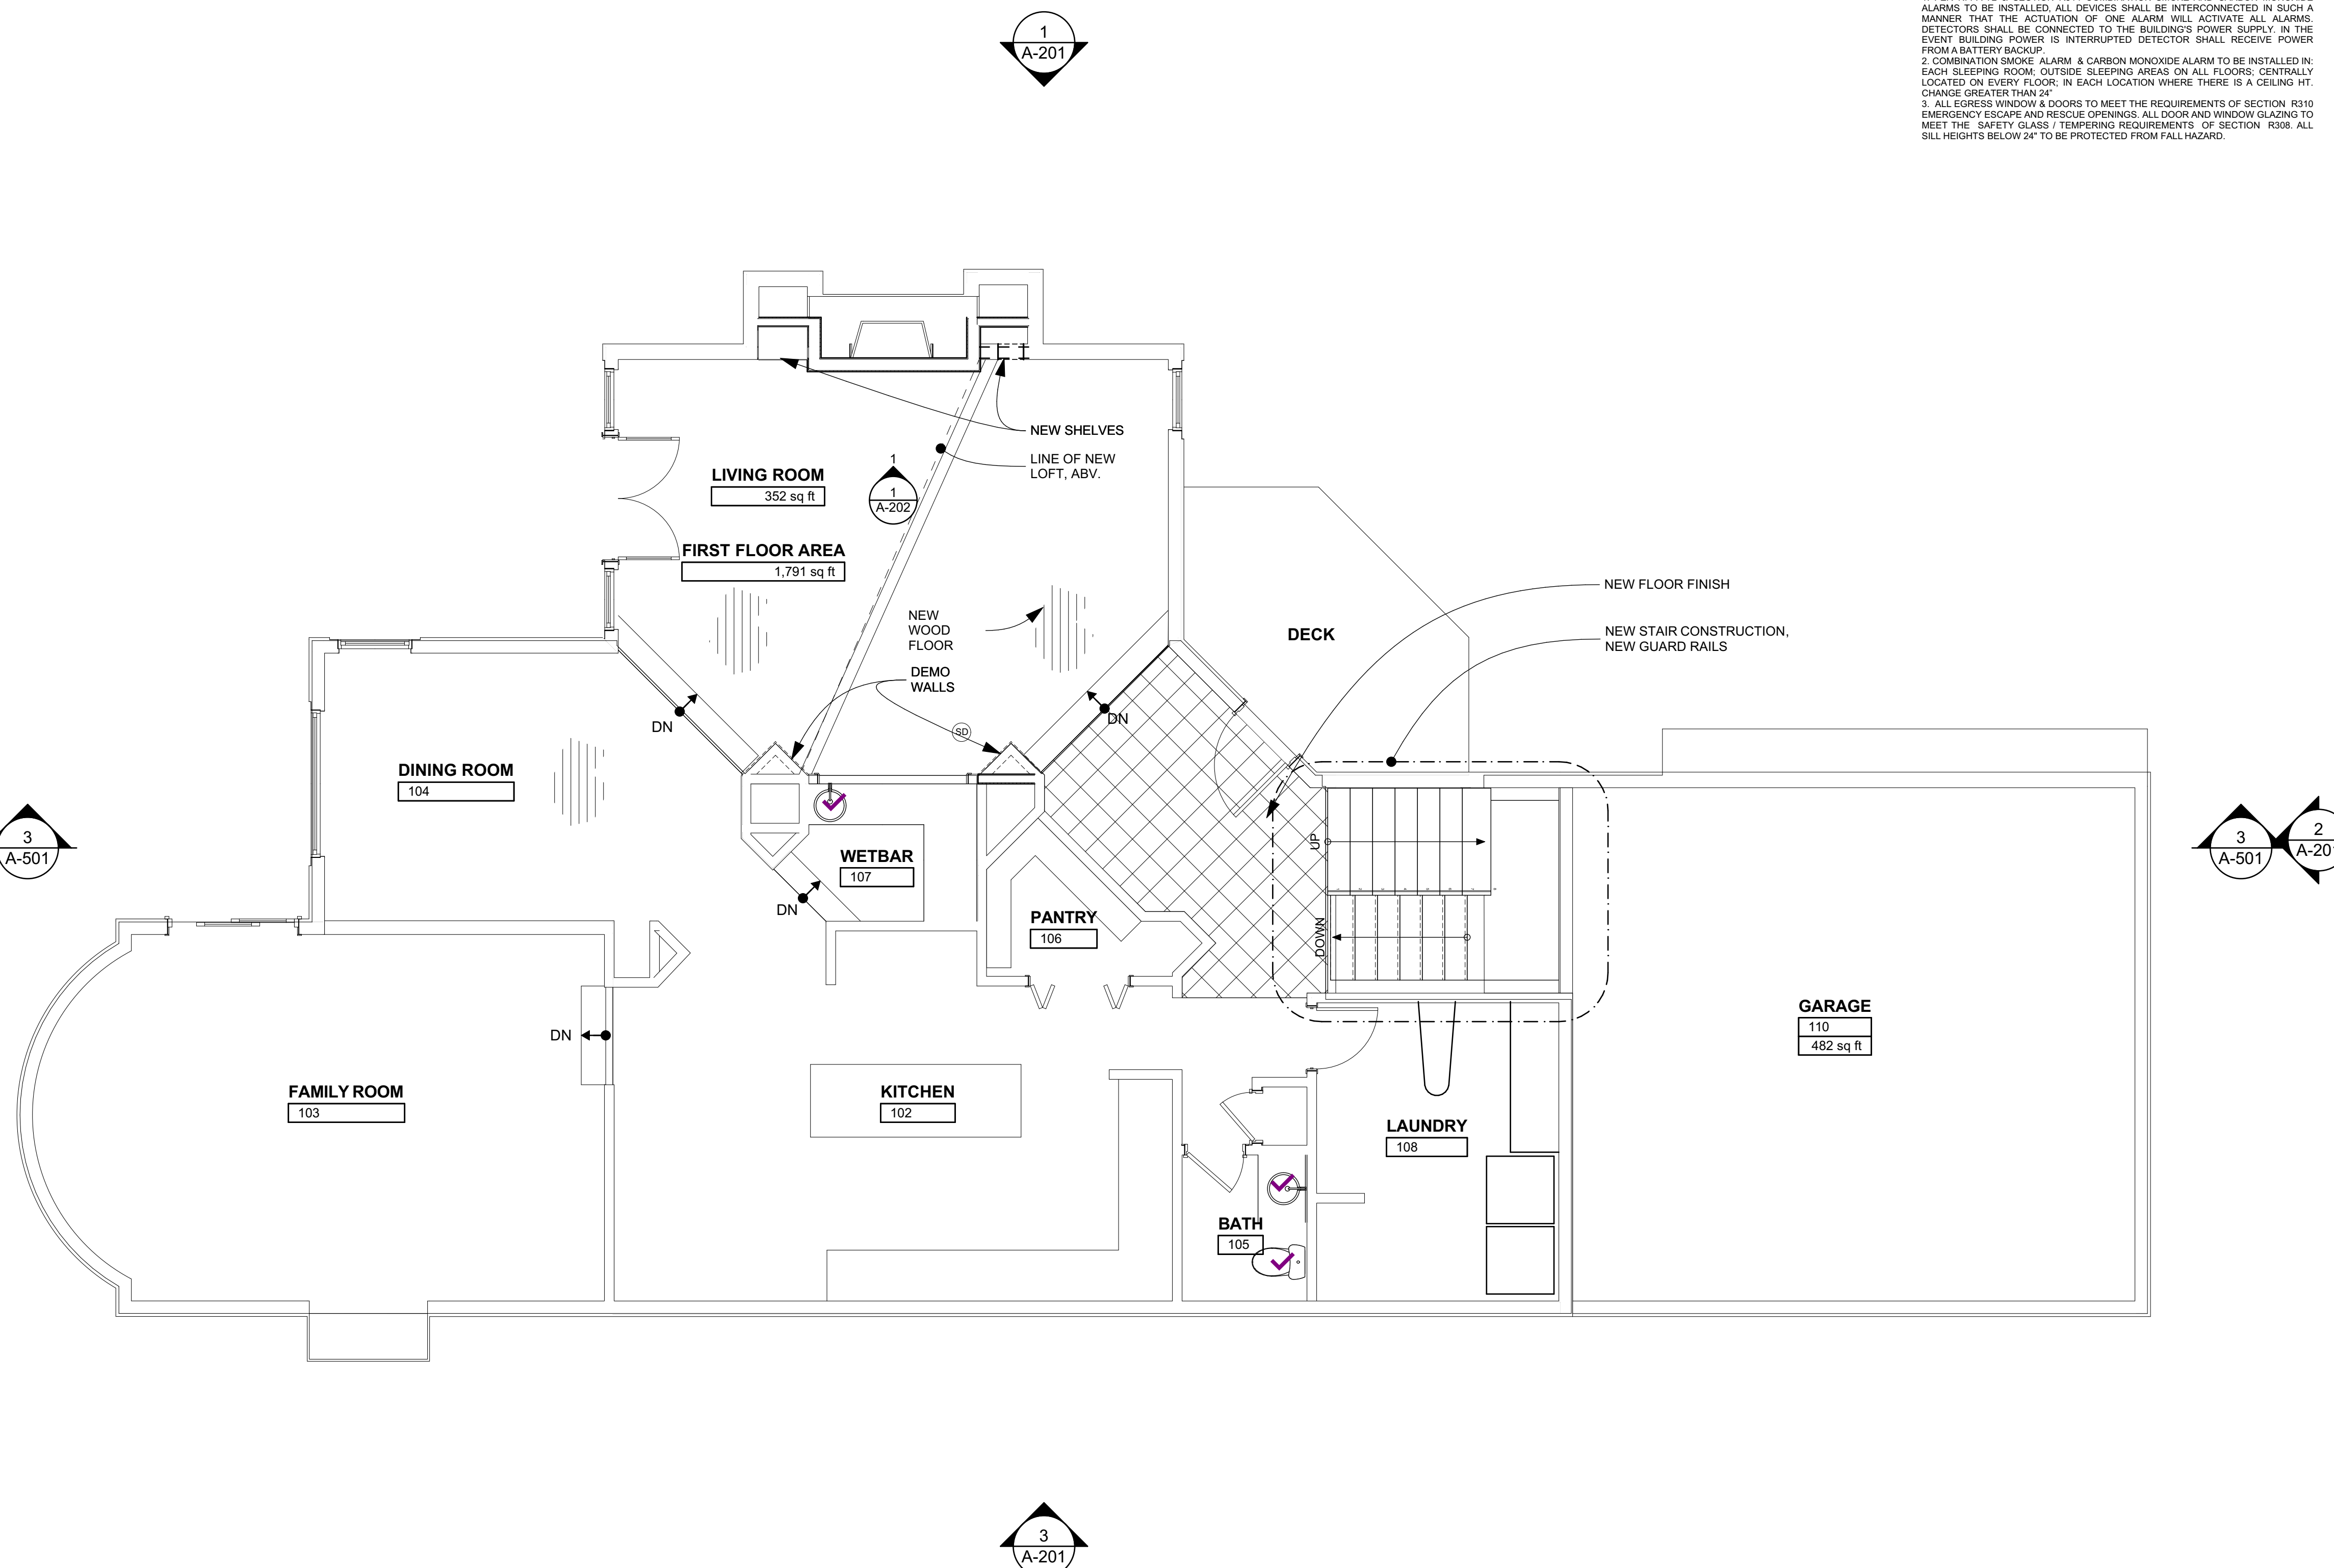 1
A-201
ALARMS TO BE INSTALLED, ALL DEVICES SHALL BE INTERCONNECTED IN SUCH A
MANNER THAT THE ACTUATION OF ONE ALARM WILL ACTIVATE ALL ALARMS.
DETECTORS SHALL BE CONNECTED TO THE BUILDING'S POWER SUPPLY. IN THE
EVENT BUILDING POWER IS INTERRUPTED DETECTOR SHALL RECEIVE POWER
FROM A BATTERY BACKUP.
2. COMBINATION SMOKE ALARM & CARBON MONOXIDE ALARM TO BE INSTALLED IN:
EACH SLEEPING ROOM; OUTSIDE SLEEPING AREAS ON ALL FLOORS; CENTRALLY
LOCATED ON EVERY FLOOR; IN EACH LOCATION WHERE THERE IS A CEILING HT.
CHANGE GREATER THAN 24"
3. ALL EGRESS WINDOW & DOORS TO MEET THE REQUIREMENTS OF SECTION R310
EMERGENCY ESCAPE AND RESCUE OPENINGS. ALL DOOR AND WINDOW GLAZING TO
MEET THE SAFETY GLASS / TEMPERING REQUIREMENTS OF SECTION R308. ALL
SILL HEIGHTS BELOW 24" TO BE PROTECTED FROM FALL HAZARD.
NEW SHELVES
LINE OF NEW
LOFT, ABV.
LIVING ROOM
352 sq ft
1
1
A-202
FIRST FLOOR AREA
1,791 sq ft
NEW
WOOD
FLOOR
DEMO
WALLS
SD
DECK
NEW FLOOR FINISH
NEW STAIR CONSTRUCTION,
NEW GUARD RAILS
DN
DN
DINING ROOM
104
3
A-501
WETBAR
107
DN
PANTRY
106
UP
DOWN
3
A-501
2
A-201
GARAGE
110
482 sq ft
DN
FAMILY ROOM
103
KITCHEN
102
LAUNDRY
108
BATH
105
3
A-201